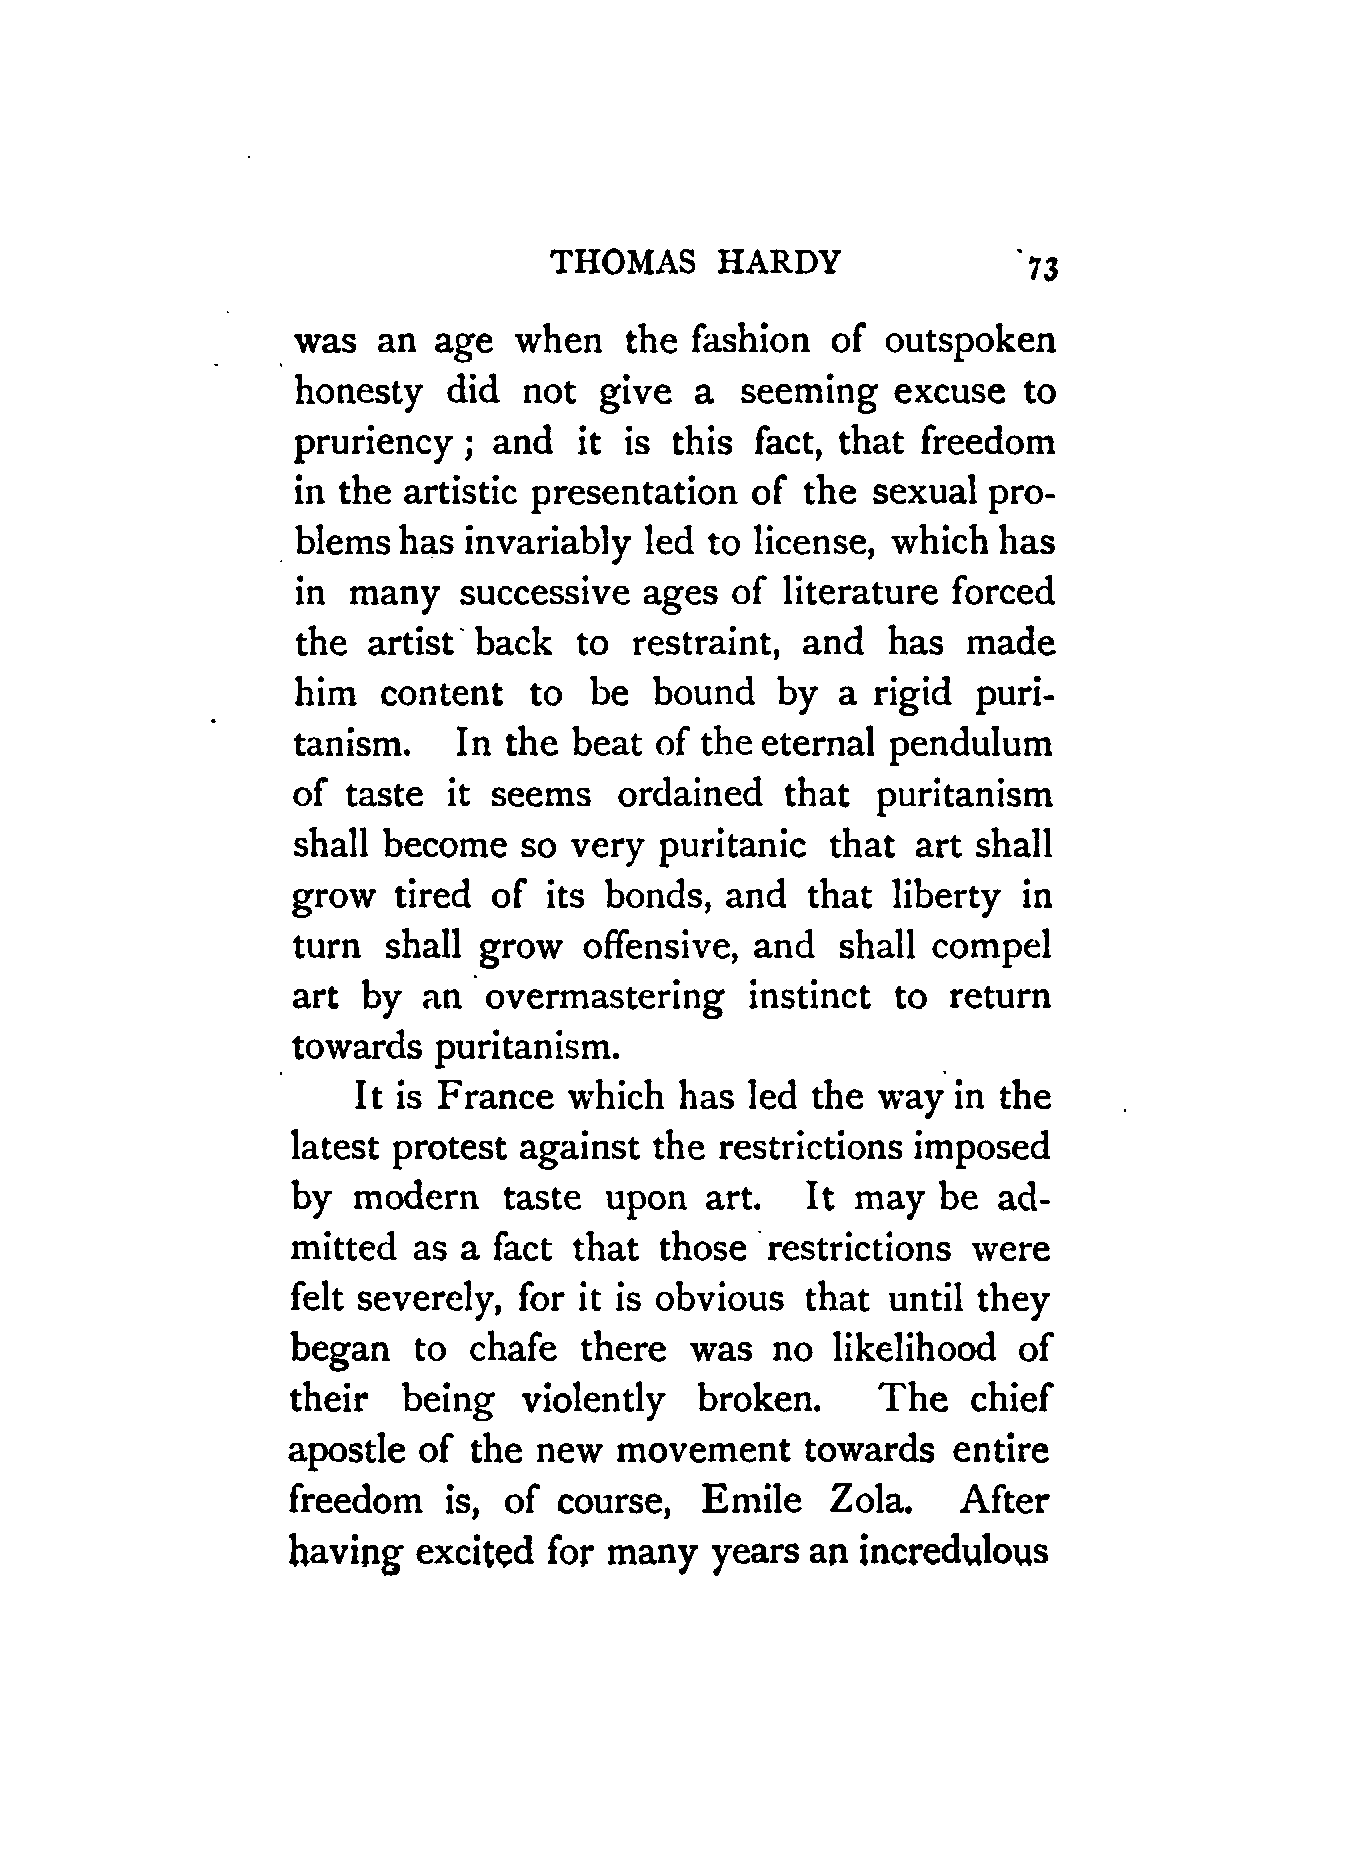 THOMAS HARDY 73
was an age when the fashion of outspoken
honesty did not give a seeming excuse to
pruriency ; and it is this fact, that freedom
in the artistic presentation of the sexual pro-
blems has invariably led to license, which has
in many successive ages of literature forced
the artist back to restraint, and has made
him content to be bound by a rigid puri-
tanism. In the beat of the eternal pendulum
of taste it seems ordained that puritanism
shall become so very puritanic that art shall
grow tired of its bonds, and that liberty in
turn shall grow offensive, and shall compel
art by an overmastering instinct to return
towards puritanism.
It is France which has led the way in the
latest protest against the restrictions imposed
by modern taste upon art. It may be ad-
mitted as a fact that those restrictions were
felt severely, for it is obvious that until they
began to chafe there was no likelihood of
their being violently broken. The chief
apostle of the new movement towards entire
freedom is, of course, Emile Zola. After
having excited for many years an incredulous